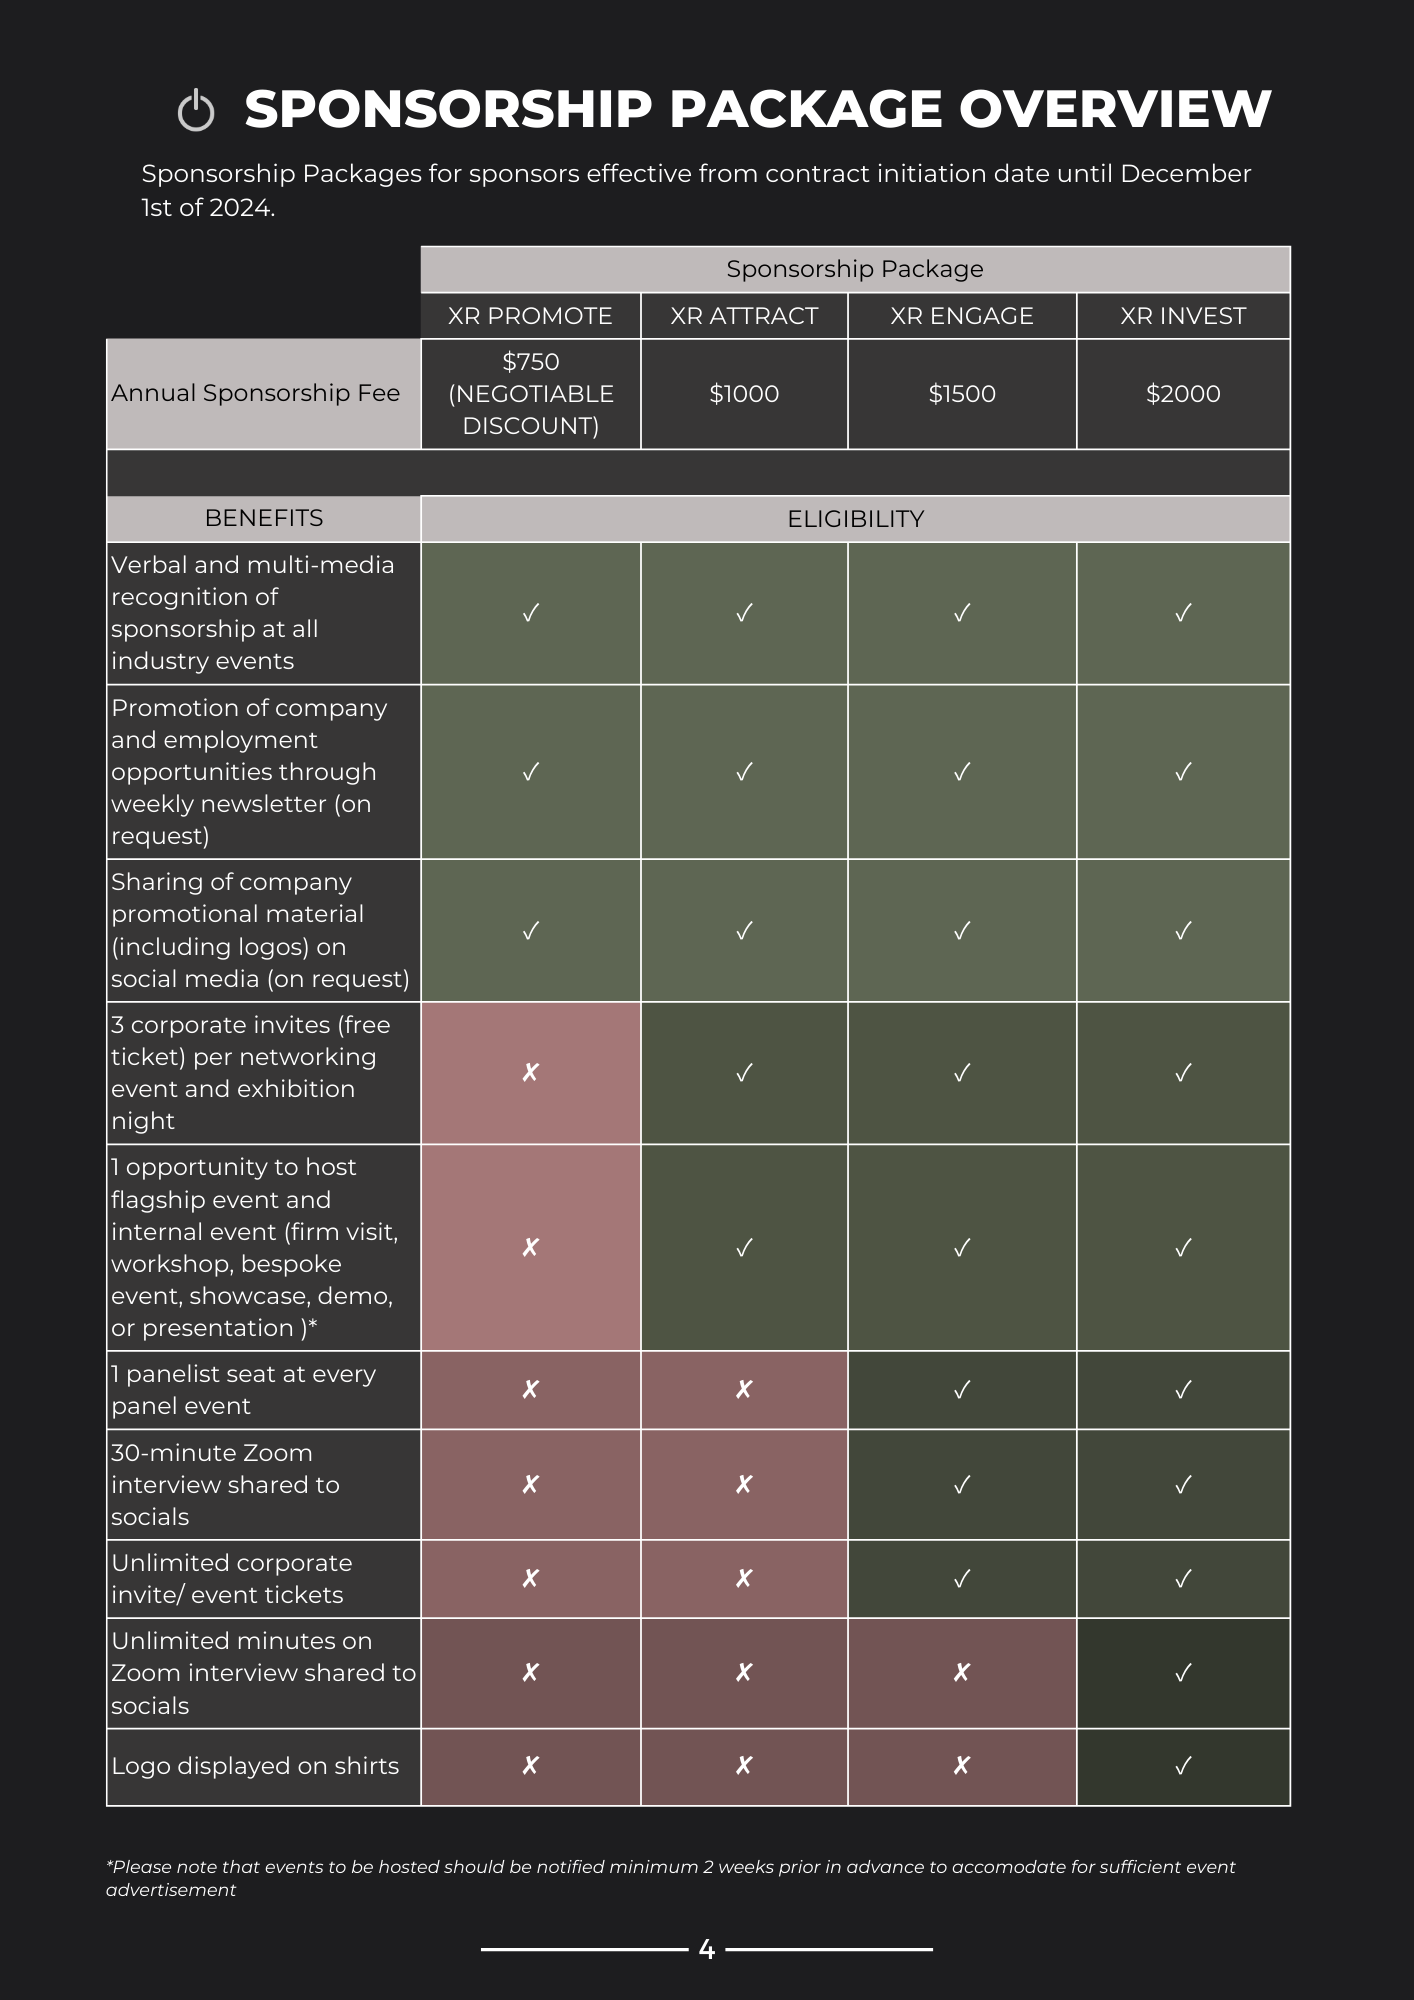 SPONSORSHIP PACKAGE OVERVIEW
Sponsorship Packages for sponsors effective from contract initiation date until December
1st of 2024.
Sponsorship Package
XR PROMOTE XR ATTRACT XR ENGAGE XR INVEST
Annual Sponsorship Fee
$750
(NEGOTIABLE
DISCOUNT)
$1000
$1500
$2000
BENEFITS
ELIGIBILITY
Verbal and multi-media
recognition of
sponsorship at all
industry events
✓ ✓ ✓ ✓
Promotion of company
and employment
opportunities through
weekly newsletter (on
request)
✓ ✓ ✓ ✓
Sharing of company
promotional material
(including logos) on
social media (on request)
✓ ✓ ✓ ✓
3 corporate invites (free
ticket) per networking
event and exhibition
night
✗ ✓ ✓ ✓
1 opportunity to host
flagship event and
internal event (firm visit,
workshop, bespoke
event, showcase, demo,
or presentation )*
✗ ✓ ✓ ✓
1 panelist seat at every
panel event
✗ ✗ ✓ ✓
30-minute Zoom
interview shared to
socials
✗ ✗ ✓ ✓
Unlimited corporate
invite/ event tickets
✗ ✗ ✓ ✓
Unlimited minutes on
Zoom interview shared to
socials
✗ ✗ ✗ ✓
Logo displayed on shirts
✗ ✗ ✗ ✓
*Please note that events to be hosted should be notified minimum 2 weeks prior in advance to accomodate for sufficient event
advertisement
4